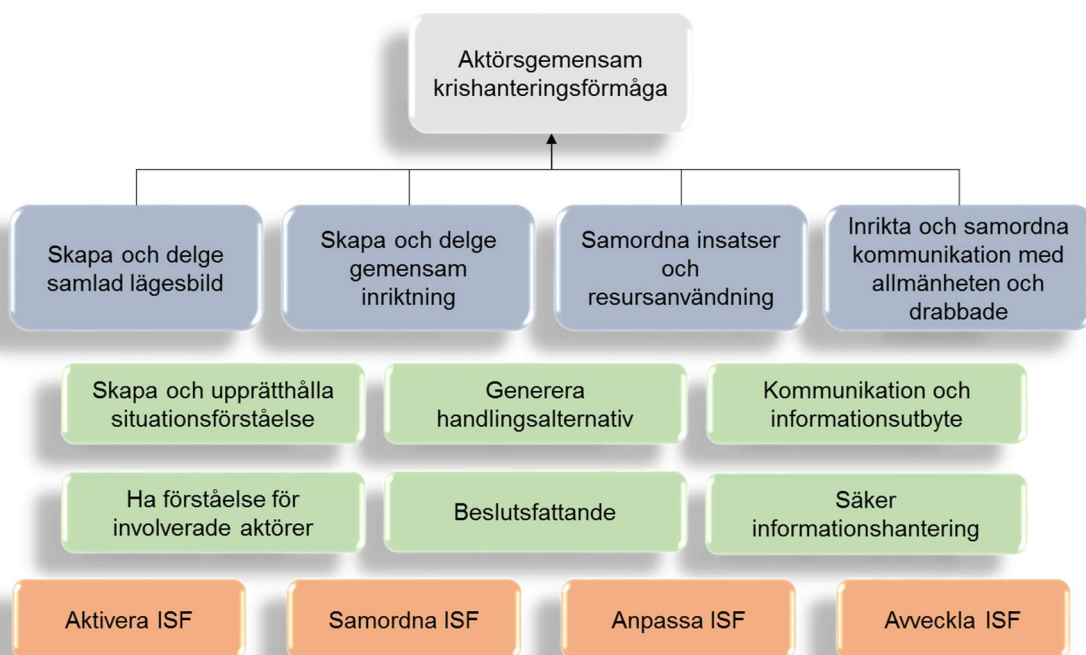 Aktörsgemensam
krishanteringsförmåga
Skapa och delge
samlad lägesbild
Skapa och delge
gemensam
inriktning
Samordna insatser
och
resursanvändning
Inrikta och samordna
kommunikation med
allmänheten och
drabbade
Skapa och upprätthålla
situationsförståelse
Generera
handlingsalternativ
Kommunikation och
informationsutbyte
Ha förståelse för
involverade aktörer
Beslutsfattande
Säker
informationshantering
Aktivera ISF
Samordna ISF
Anpassa ISF
Avveckla ISF